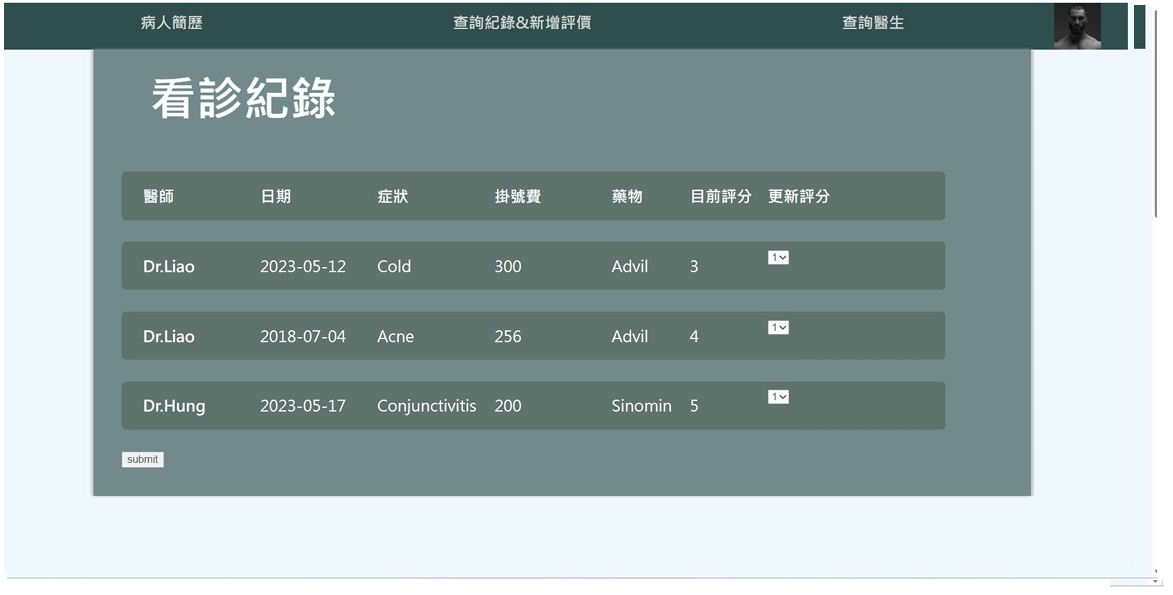 病人簡歷 查詢紀錄&新增評價 查詢醫生
看診紀錄
醫師 日期 症狀 掛號費 藥物 目前評分 更新評分
Dr.Liao 2023-05-12 Cold 300 Advil 3 1
Dr.Liao 2018-07-04 Acne 256 Advil 4 1
Dr.Hung 2023-05-17 Conjunctivitis 200 Sinomin 5 1
submit